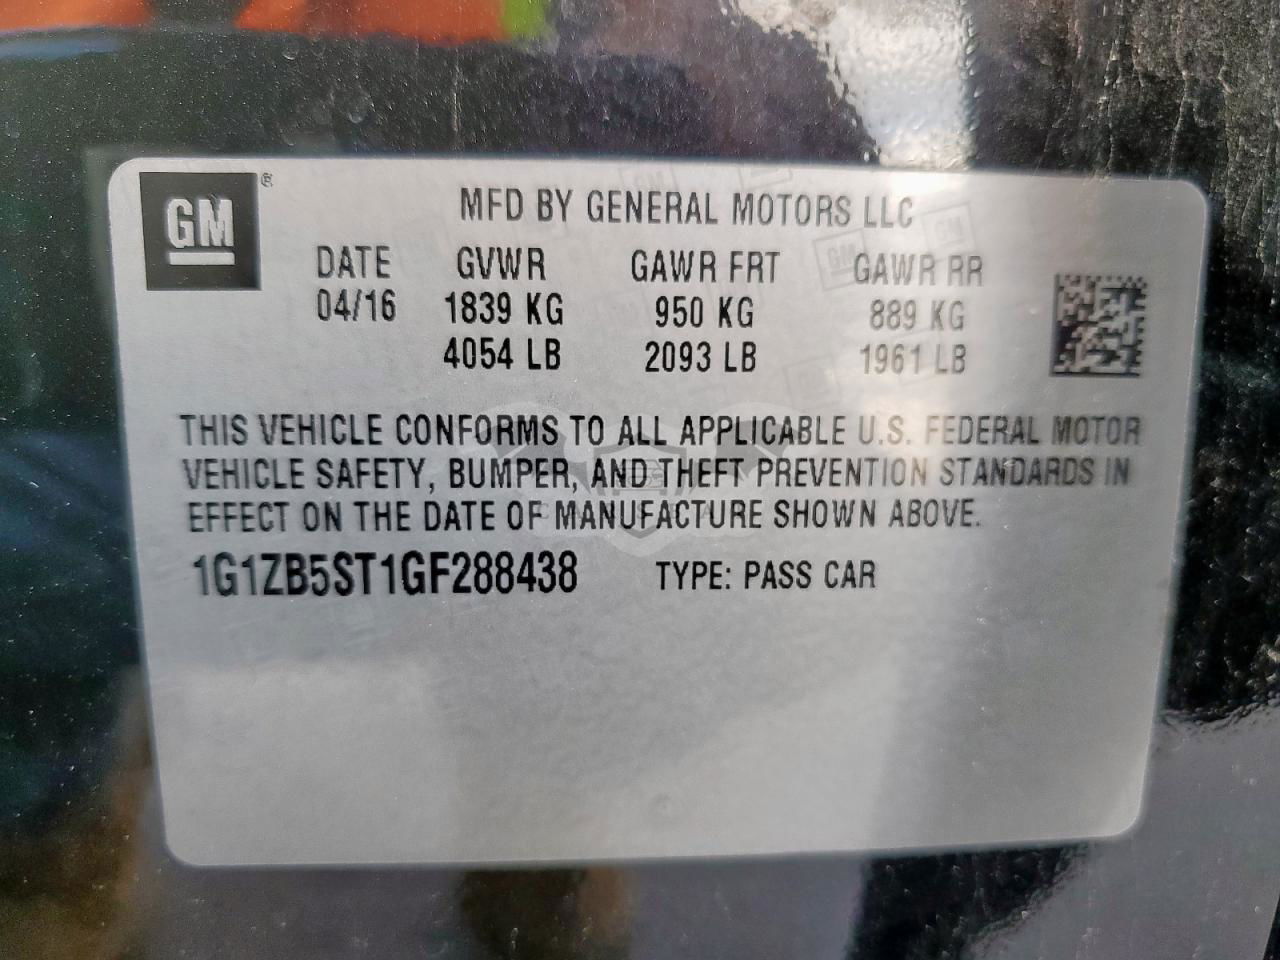 GM ®
MFD BY GENERAL MOTORS LLC
DATE GVWR GAWR FRT GAWR RR
04/16 1839 KG 950 KG 889 KG
4054 LB 2093 LB 1961 LB
THIS VEHICLE CONFORMS TO ALL APPLICABLE U.S. FEDERAL MOTOR
VEHICLE SAFETY, BUMPER, AND THEFT PREVENTION STANDARDS IN
EFFECT ON THE DATE OF MANUFACTURE SHOWN ABOVE.
1G1ZB5ST1GF288438 TYPE: PASS CAR